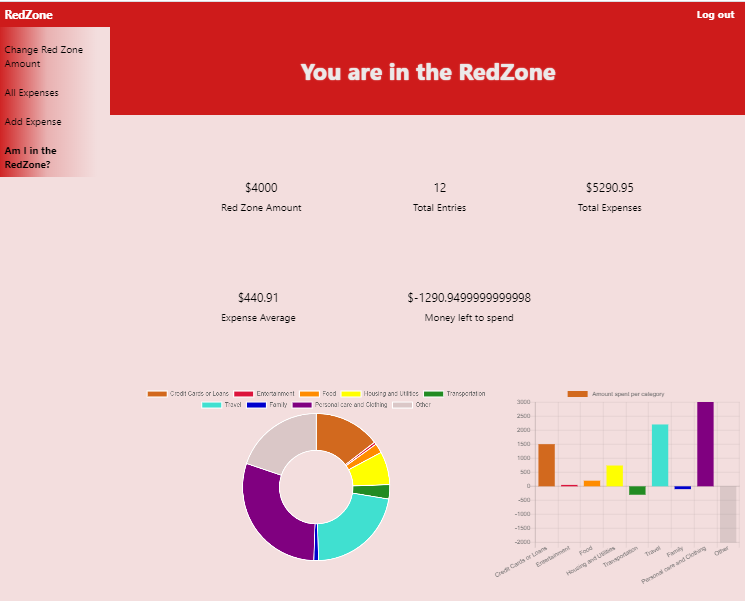 RedZone
Log out
Change Red Zone
Amount
All Expenses
Add Expense
Am I in the
RedZone?
You are in the RedZone
$4000
Red Zone Amount
12
Total Entries
$5290.95
Total Expenses
$440.91
Expense Average
$-1290.9499999999998
Money left to spend
Credit Cards or Loans Entertainment Food Housing and Utilities Transportation
Travel Family Personal care and Clothing Other
Amount spent per category
3000
2500
2000
1500
1000
500
0
-500
-1000
-1500
-2000
Credit Cards or Loans
Entertainment
Food
Housing and Utilities
Transportation
Travel
Family
Personal care and Clothing
Other